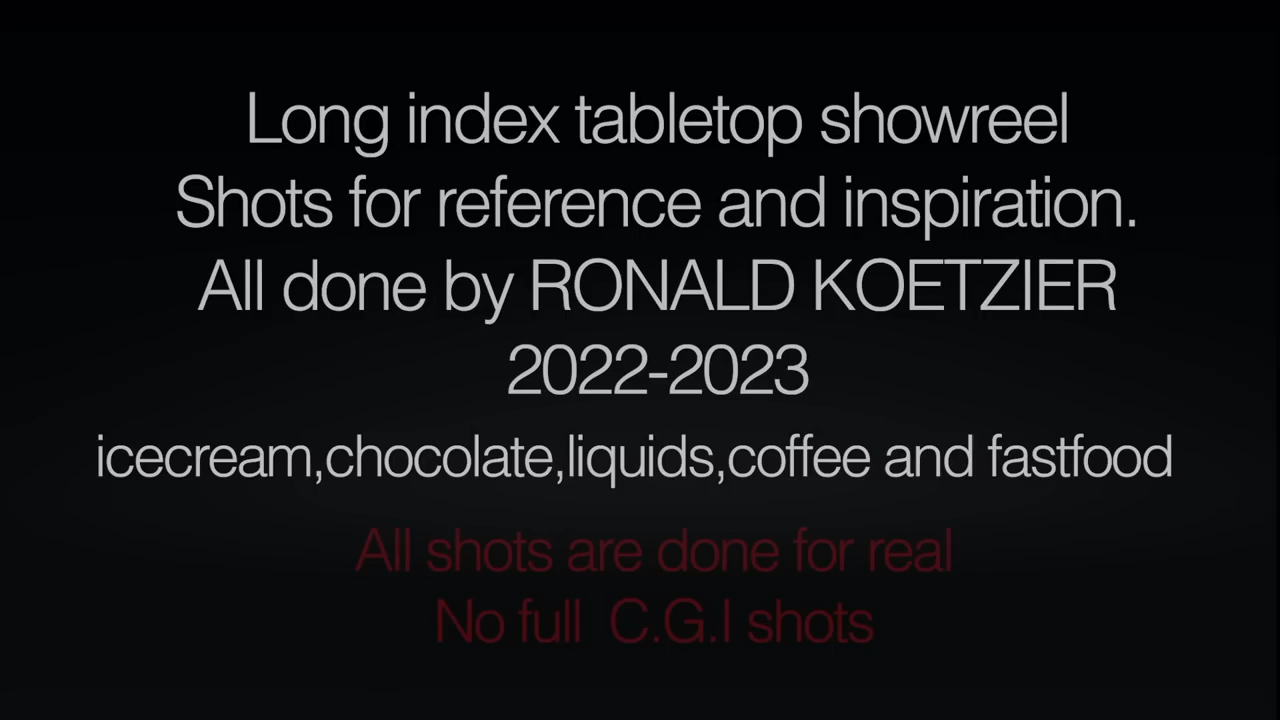 Long index tabletop showreel
Shots for reference and inspiration.
All done by RONALD KOETZIER
2022-2023
icecream,chocolate,liquids,coffee and fastfood
All shots are done for real
No full C.G.I shots